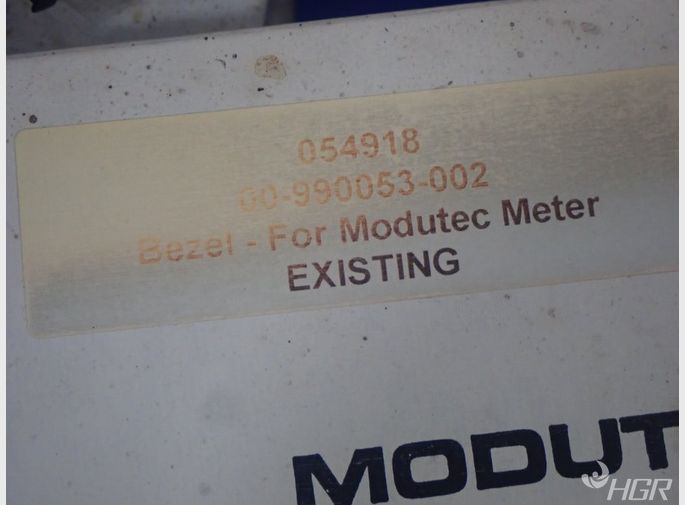 054918
00-990053-002
Bezel - For Modutec Meter
EXISTING
MODUT
HGR